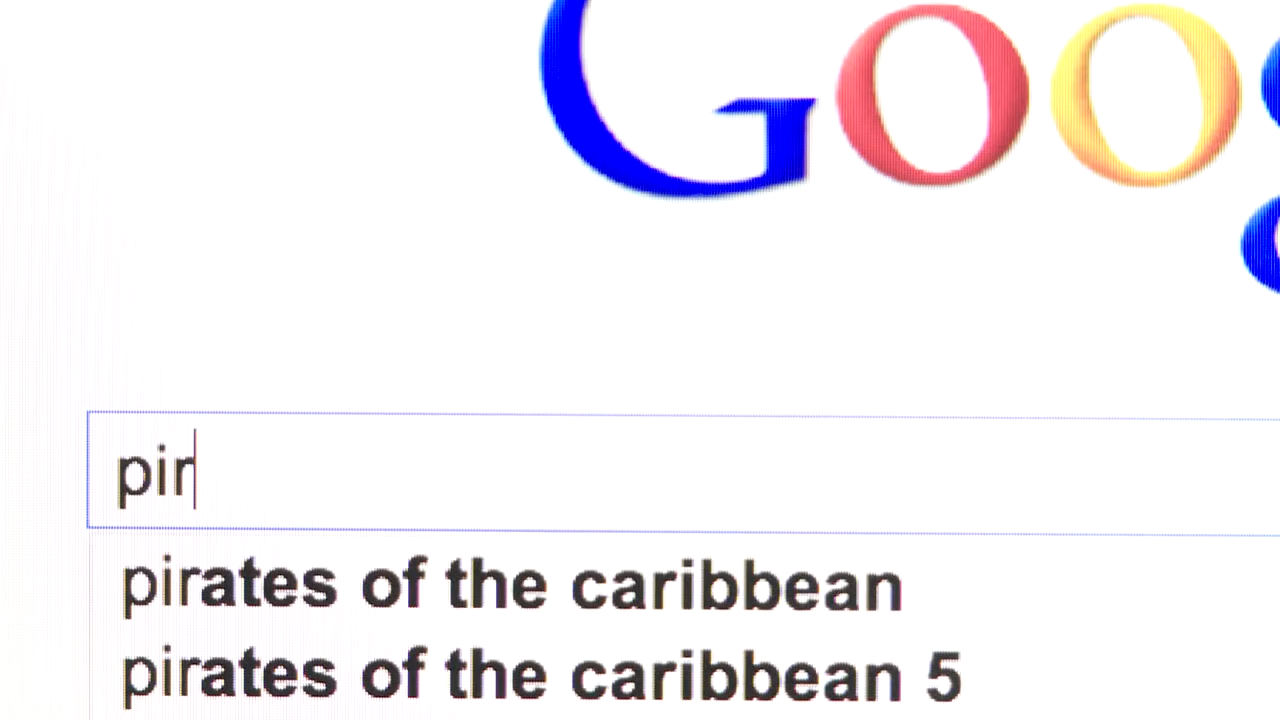 Goog
pir
pirates of the caribbean
pirates of the caribbean 5